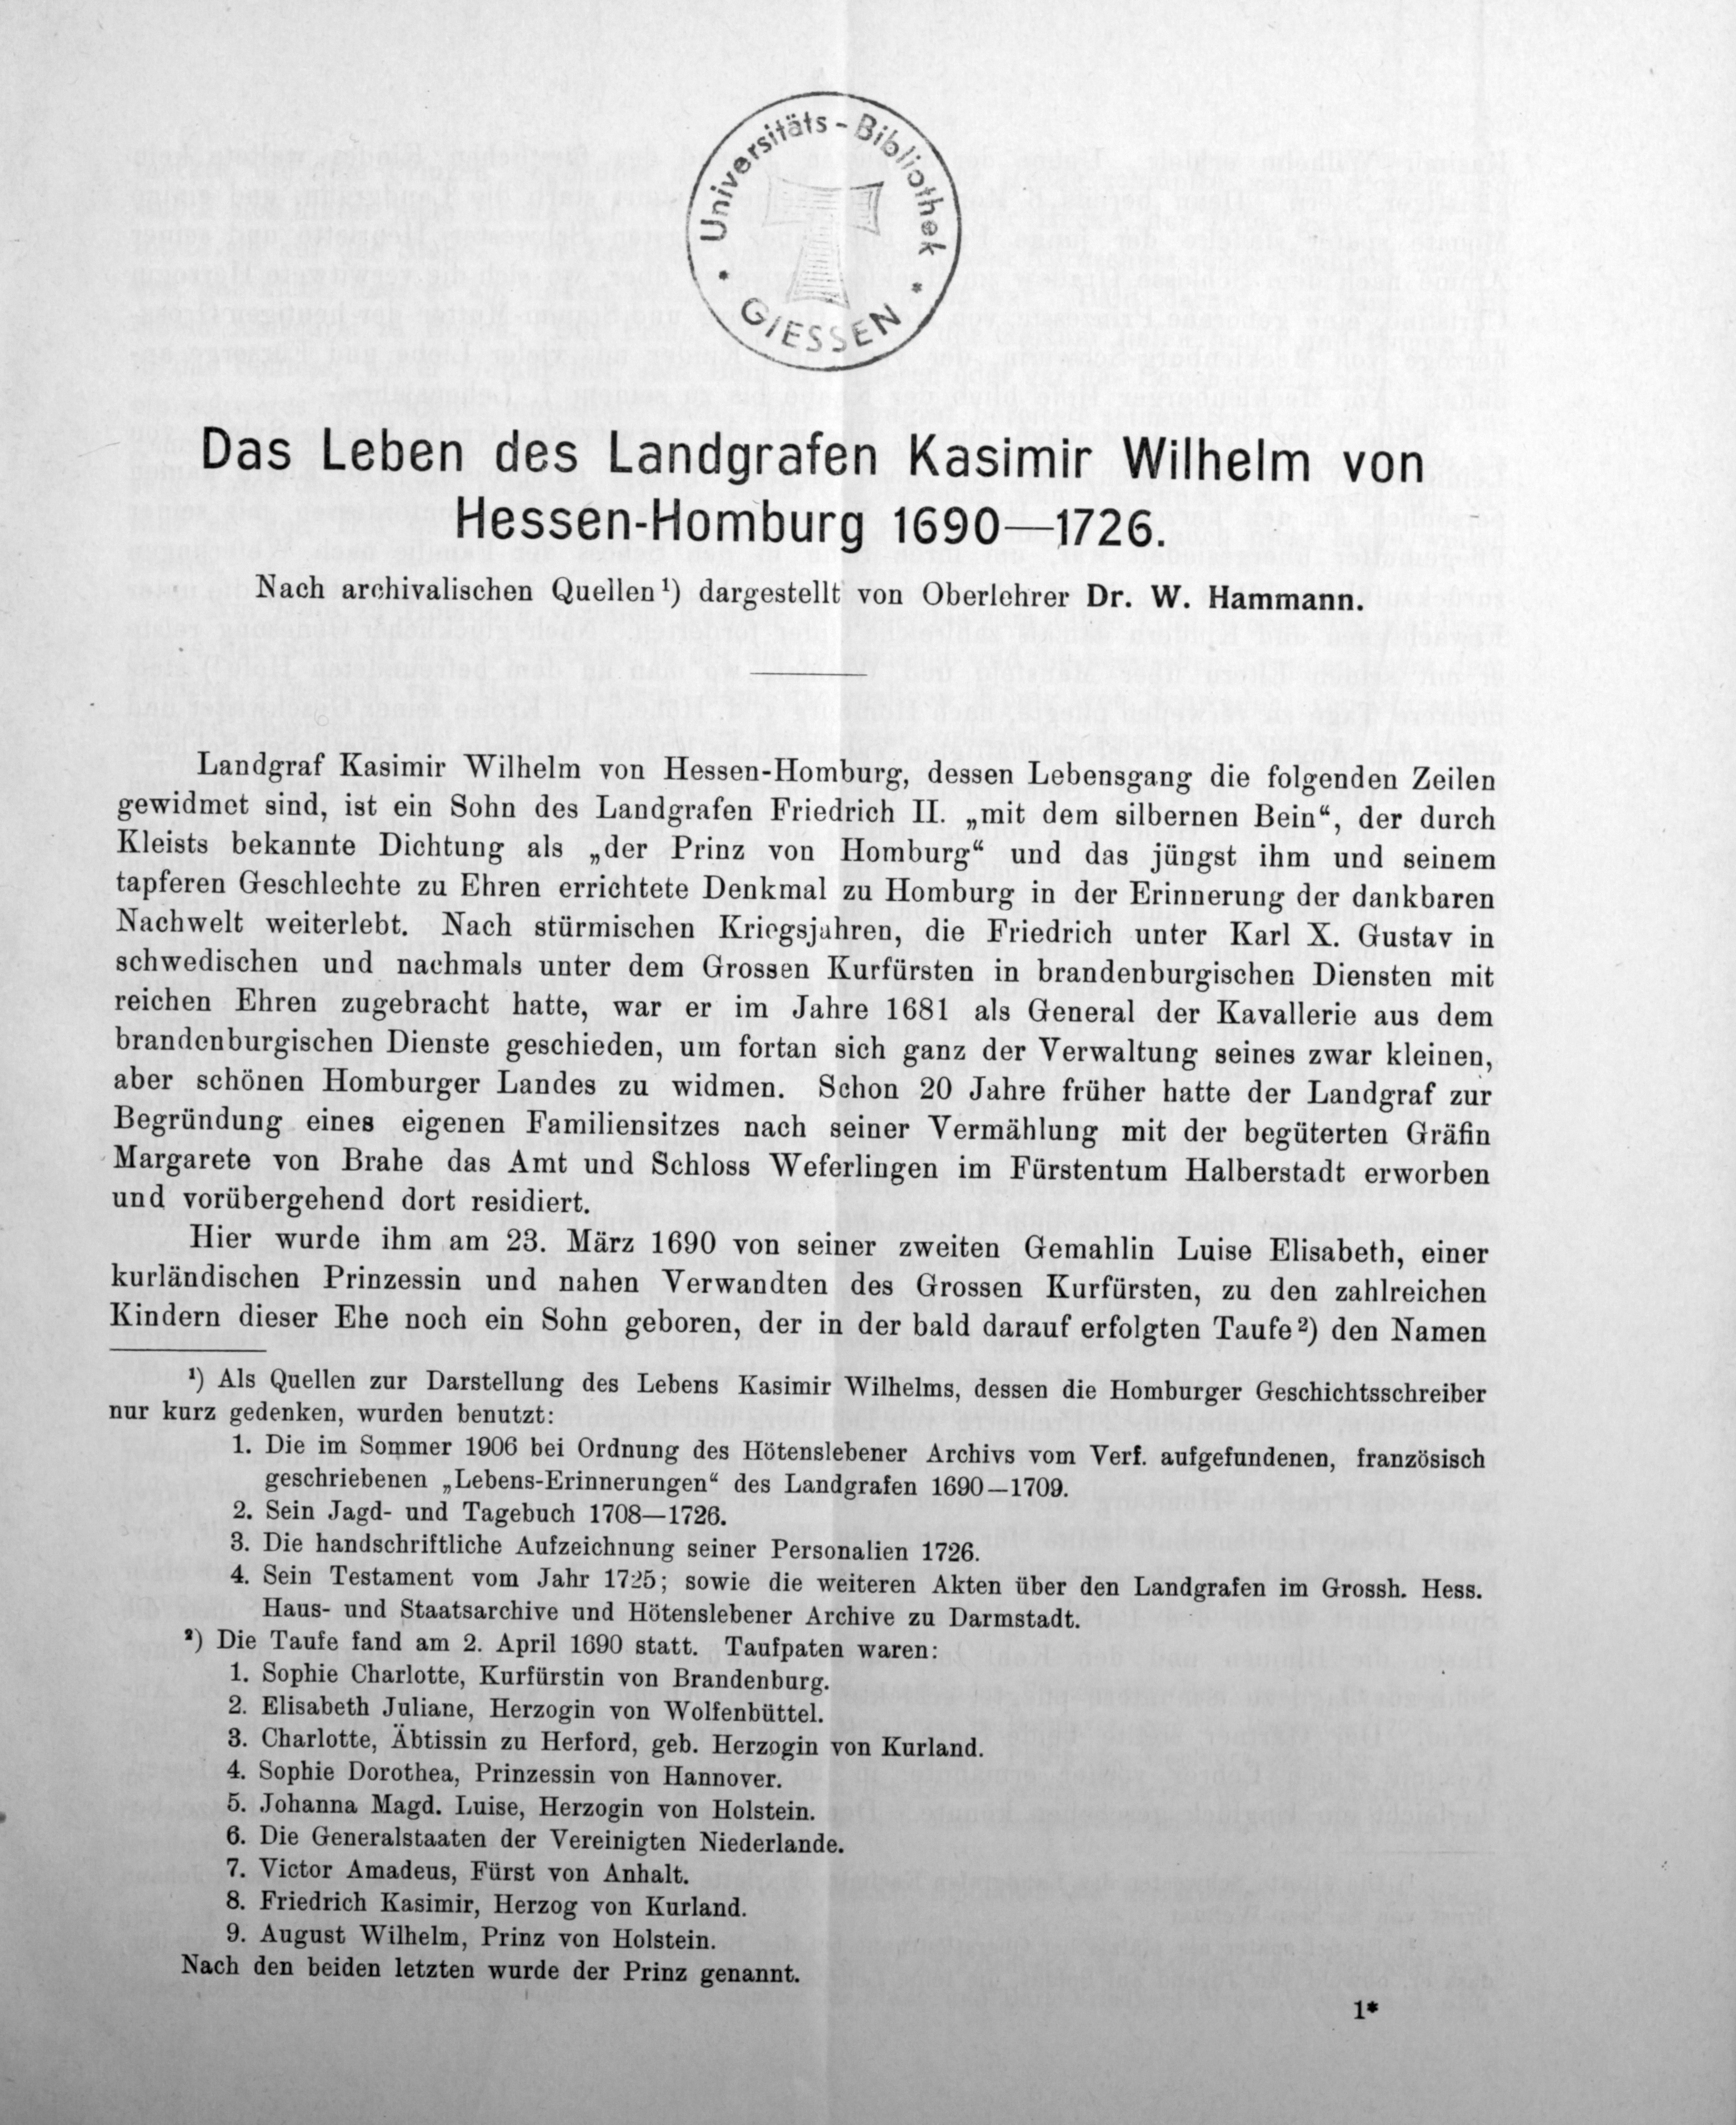 Universitäts-Bibliothek
* GIESSEN *
Das Leben des Landgrafen Kasimir Wilhelm von
Hessen-Homburg 1690—1726.
Nach archivalischen Quellen¹) dargestellt von Oberlehrer Dr. W. Hammann.
Landgraf Kasimir Wilhelm von Hessen-Homburg, dessen Lebensgang die folgenden Zeilen
gewidmet sind, ist ein Sohn des Landgrafen Friedrich II. „mit dem silbernen Bein“, der durch
Kleists bekannte Dichtung als „der Prinz von Homburg“ und das jüngst ihm und seinem
tapferen Geschlechte zu Ehren errichtete Denkmal zu Homburg in der Erinnerung der dankbaren
Nachwelt weiterlebt. Nach stürmischen Kriegsjahren, die Friedrich unter Karl X. Gustav in
schwedischen und nachmals unter dem Grossen Kurfürsten in brandenburgischen Diensten mit
reichen Ehren zugebracht hatte, war er im Jahre 1681 als General der Kavallerie aus dem
brandenburgischen Dienste geschieden, um fortan sich ganz der Verwaltung seines zwar kleinen,
aber schönen Homburger Landes zu widmen. Schon 20 Jahre früher hatte der Landgraf zur
Begründung eines eigenen Familiensitzes nach seiner Vermählung mit der begüterten Gräfin
Margarete von Brahe das Amt und Schloss Weferlingen im Fürstentum Halberstadt erworben
und vorübergehend dort residiert.
Hier wurde ihm am 23. März 1690 von seiner zweiten Gemahlin Luise Elisabeth, einer
kurländischen Prinzessin und nahen Verwandten des Grossen Kurfürsten, zu den zahlreichen
Kindern dieser Ehe noch ein Sohn geboren, der in der bald darauf erfolgten Taufe²) den Namen
¹) Als Quellen zur Darstellung des Lebens Kasimir Wilhelms, dessen die Homburger Geschichtsschreiber
nur kurz gedenken, wurden benutzt:
1. Die im Sommer 1906 bei Ordnung des Hötenslebener Archivs vom Verf. aufgefundenen, französisch
geschriebenen „Lebens-Erinnerungen“ des Landgrafen 1690—1709.
2. Sein Jagd- und Tagebuch 1708—1726.
3. Die handschriftliche Aufzeichnung seiner Personalien 1726.
4. Sein Testament vom Jahr 1725; sowie die weiteren Akten über den Landgrafen im Grossh. Hess.
Haus- und Staatsarchive und Hötenslebener Archive zu Darmstadt.
²) Die Taufe fand am 2. April 1690 statt. Taufpaten waren:
1. Sophie Charlotte, Kurfürstin von Brandenburg.
2. Elisabeth Juliane, Herzogin von Wolfenbüttel.
3. Charlotte, Äbtissin zu Herford, geb. Herzogin von Kurland.
4. Sophie Dorothea, Prinzessin von Hannover.
5. Johanna Magd. Luise, Herzogin von Holstein.
6. Die Generalstaaten der Vereinigten Niederlande.
7. Victor Amadeus, Fürst von Anhalt.
8. Friedrich Kasimir, Herzog von Kurland.
9. August Wilhelm, Prinz von Holstein.
Nach den beiden letzten wurde der Prinz genannt.
1*